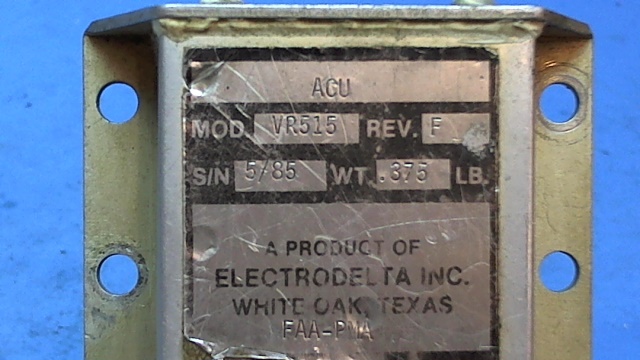 ACU
MOD. VR515 REV. F
S/N 5/85 WT. .375 LB.
A PRODUCT OF
ELECTRODELTA INC.
WHITE OAK, TEXAS
FAA-PMA